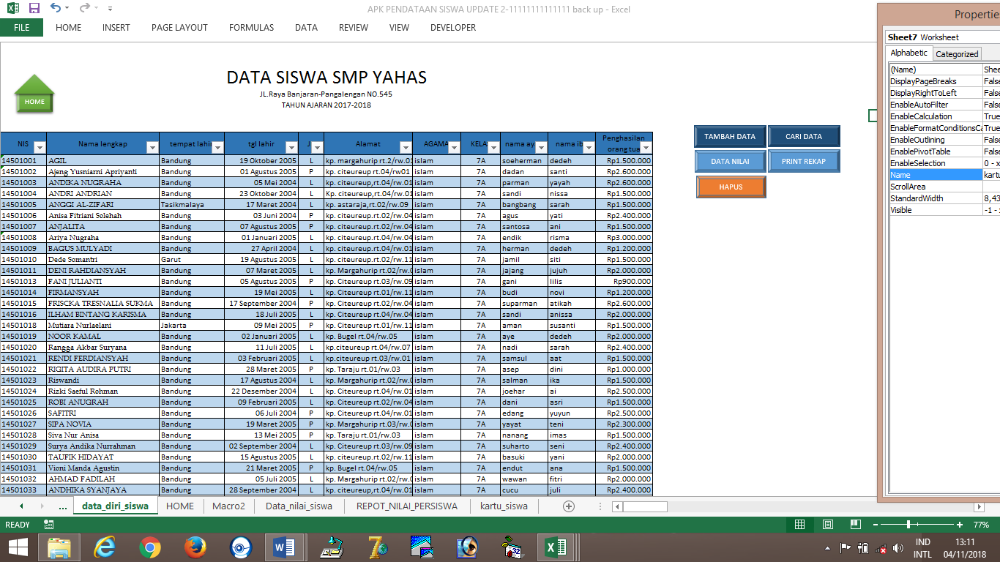 APK PENDATAAN SISWA UPDATE 2-11111111111111 back up - Excel
FILE HOME INSERT PAGE LAYOUT FORMULAS DATA REVIEW VIEW DEVELOPER
HOME
DATA SISWA SMP YAHAS
JL.Raya Banjaran-Pangalengan NO.545
TAHUN AJARAN 2017-2018
TAMBAH DATA CARI DATA
DATA NILAI PRINT REKAP
HAPUS
NIS Nama lengkap tempat lahir tgl lahir J Alamat AGAMA KELA nama ay nama ib Penghasilan orang tua
14501001 AGIL Bandung 19 Oktober 2005 L kp. margahurip rt.2/rw.01 islam 7A soeherman dedeh Rp1.500.000
14501002 Ajeng Yusniarni Apriyanti Bandung 01 Agustus 2005 P kp. citeureup rt.04/rw01 islam 7A dadan santi Rp2.600.000
14501003 ANDIKA NUGRAHA Bandung 05 Mei 2004 L kp. citeureup,rt.04/rw.01 islam 7A parman yayah Rp2.600.000
14501004 ANDRI ANDRIAN Bandung 23 Oktober 2004 L Kp. citeureup,rt.04/rw.01 islam 7A sandi nissa Rp1.500.000
14501005 ANGGI AL-ZIFARI Tasikmalaya 17 Maret 2004 L kp. astaraja,rt.02/rw.09 islam 7A bangbang sarah Rp1.500.000
14501006 Anisa Fitriani Solehah Bandung 03 Juni 2004 P kp. citeureup rt.02/rw.04 islam 7A agus yati Rp2.400.000
14501007 ANJALITA Bandung 07 Agustus 2005 P kp. citeureup rt.02/rw.04 islam 7A santosa ani Rp1.500.000
14501008 Ariya Nugraha Bandung 01 Januari 2005 L kp. citeureup rt.04/rw.04 islam 7A endik risma Rp3.000.000
14501009 BAGUS MULYADI Bandung 27 April 2004 L kp. citeureup rt.04/rw.01 islam 7A herman dedeh Rp1.200.000
14501010 Dede Somantri Garut 19 Agustus 2005 L kp. citeureup rt.02/rw.11 islam 7A jamil siti Rp1.500.000
14501011 DENI RAHDIANSYAH Bandung 07 Maret 2005 L kp. Margahurip rt.02/rw. islam 7A jajang jujuh Rp2.000.000
14501013 FANI JULIANTI Bandung 05 Agustus 2005 P kp. Citeureup rt.03/rw.09 islam 7A gani lilis Rp900.000
14501014 FIRMANSYAH Bandung 19 Mei 2005 L kp. Citeureup rt.01/rw.11 islam 7A budi novi Rp1.200.000
14501015 FRISCKA TRESNALIA SUKMA Bandung 17 September 2004 P kp. Citeureup rt.02/rw.04 islam 7A suparman atikah Rp2.600.000
14501016 ILHAM BINTANG KARISMA Bandung 18 Juli 2004 L kp. Citeureup rt.04/rw.04 islam 7A sandi anissa Rp2.000.000
14501018 Mutiara Nurlaelani Jakarta 09 Mei 2005 P kp. Citeureup rt.01/rw.11 islam 7A aman susanti Rp1.500.000
14501019 NOOR KAMAL Bandung 02 Januari 2005 L kp. Bugel rt.04/rw.05 islam 7A aye dedeh Rp2.000.000
14501020 Rangga Akbar Suryana Bandung 11 Juli 2005 L kp.citeureup rt.04/rw.07 islam 7A nadi sarah Rp2.400.000
14501021 RENDI FERDIANSYAH Bandung 03 Februari 2005 L kp.citeureup rt.03/rw.01 islam 7A samsul aat Rp1.500.000
14501022 RIGITA AUDIRA PUTRI Bandung 28 Maret 2005 P kp. Taraju rt.01/rw.03 islam 7A asep dini Rp1.000.000
14501023 Riswandi Bandung 17 Agustus 2004 L kp. Margahurip rt.02/rw.0 islam 7A salman ika Rp1.500.000
14501024 Rizki Saeful Rohman Bandung 22 Desember 2004 L kp. Citeureup rt.04/rw.01 islam 7A joehar ai Rp2.500.000
14501025 ROBI ANUGRAH Bandung 09 Februari 2005 L kp. Citeureup rt.02/rw.04 islam 7A dani asri Rp1.500.000
14501026 SAFITRI Bandung 06 Juli 2004 P kp. Citeureup rt.04/rw.01 islam 7A edang yuyun Rp2.500.000
14501027 SIPA NOVIA Bandung 19 Maret 2005 P kp. Margahurip rt.03/rw.0 islam 7A yayat teni Rp2.300.000
14501028 Siva Nur Anisa Bandung 13 Mei 2005 P kp. Taraju rt.01/rw.03 islam 7A nanang imas Rp1.500.000
14501029 Surya Andika Nurrahman Bandung 02 September 2004 L kp. Citeureup rt.03/rw.09 islam 7A suharto seni Rp2.400.000
14501030 TAUFIK HIDAYAT Bandung 15 Agustus 2005 L kp. citeureup rt.02/rw.11 islam 7A basuki yani Rp2.000.000
14501031 Vioni Manda Agustin Bandung 21 Maret 2005 P kp. Bugel rt.04/rw.05 islam 7A endut ana Rp1.500.000
14501032 AHMAD FADILAH Bandung 05 Juli 2005 L kp. Margahurip rt.02/rw.0 islam 7A wawan fitri Rp2.000.000
14501033 ANDHIKA SYANJAYA Bandung 28 September 2004 L kp. citeureup,rt.04/rw.01 islam 7A cucu juli Rp2.400.000
Propertie
Sheet7 Worksheet
Alphabetic Categorized
(Name) Shee
DisplayPageBreaks False
DisplayRightToLeft False
EnableAutoFilter False
EnableCalculation True
EnableFormatConditionsCa True
EnableOutlining False
EnablePivotTable False
EnableSelection 0 - x
Name kartu
ScrollArea
StandardWidth 8,43
Visible -1 -
... data_diri_siswa HOME Macro2 Data_nilai_siswa REPOT_NILAI_PERSISWA kartu_siswa
READY 77%
IND 13:11
INTL 04/11/2018